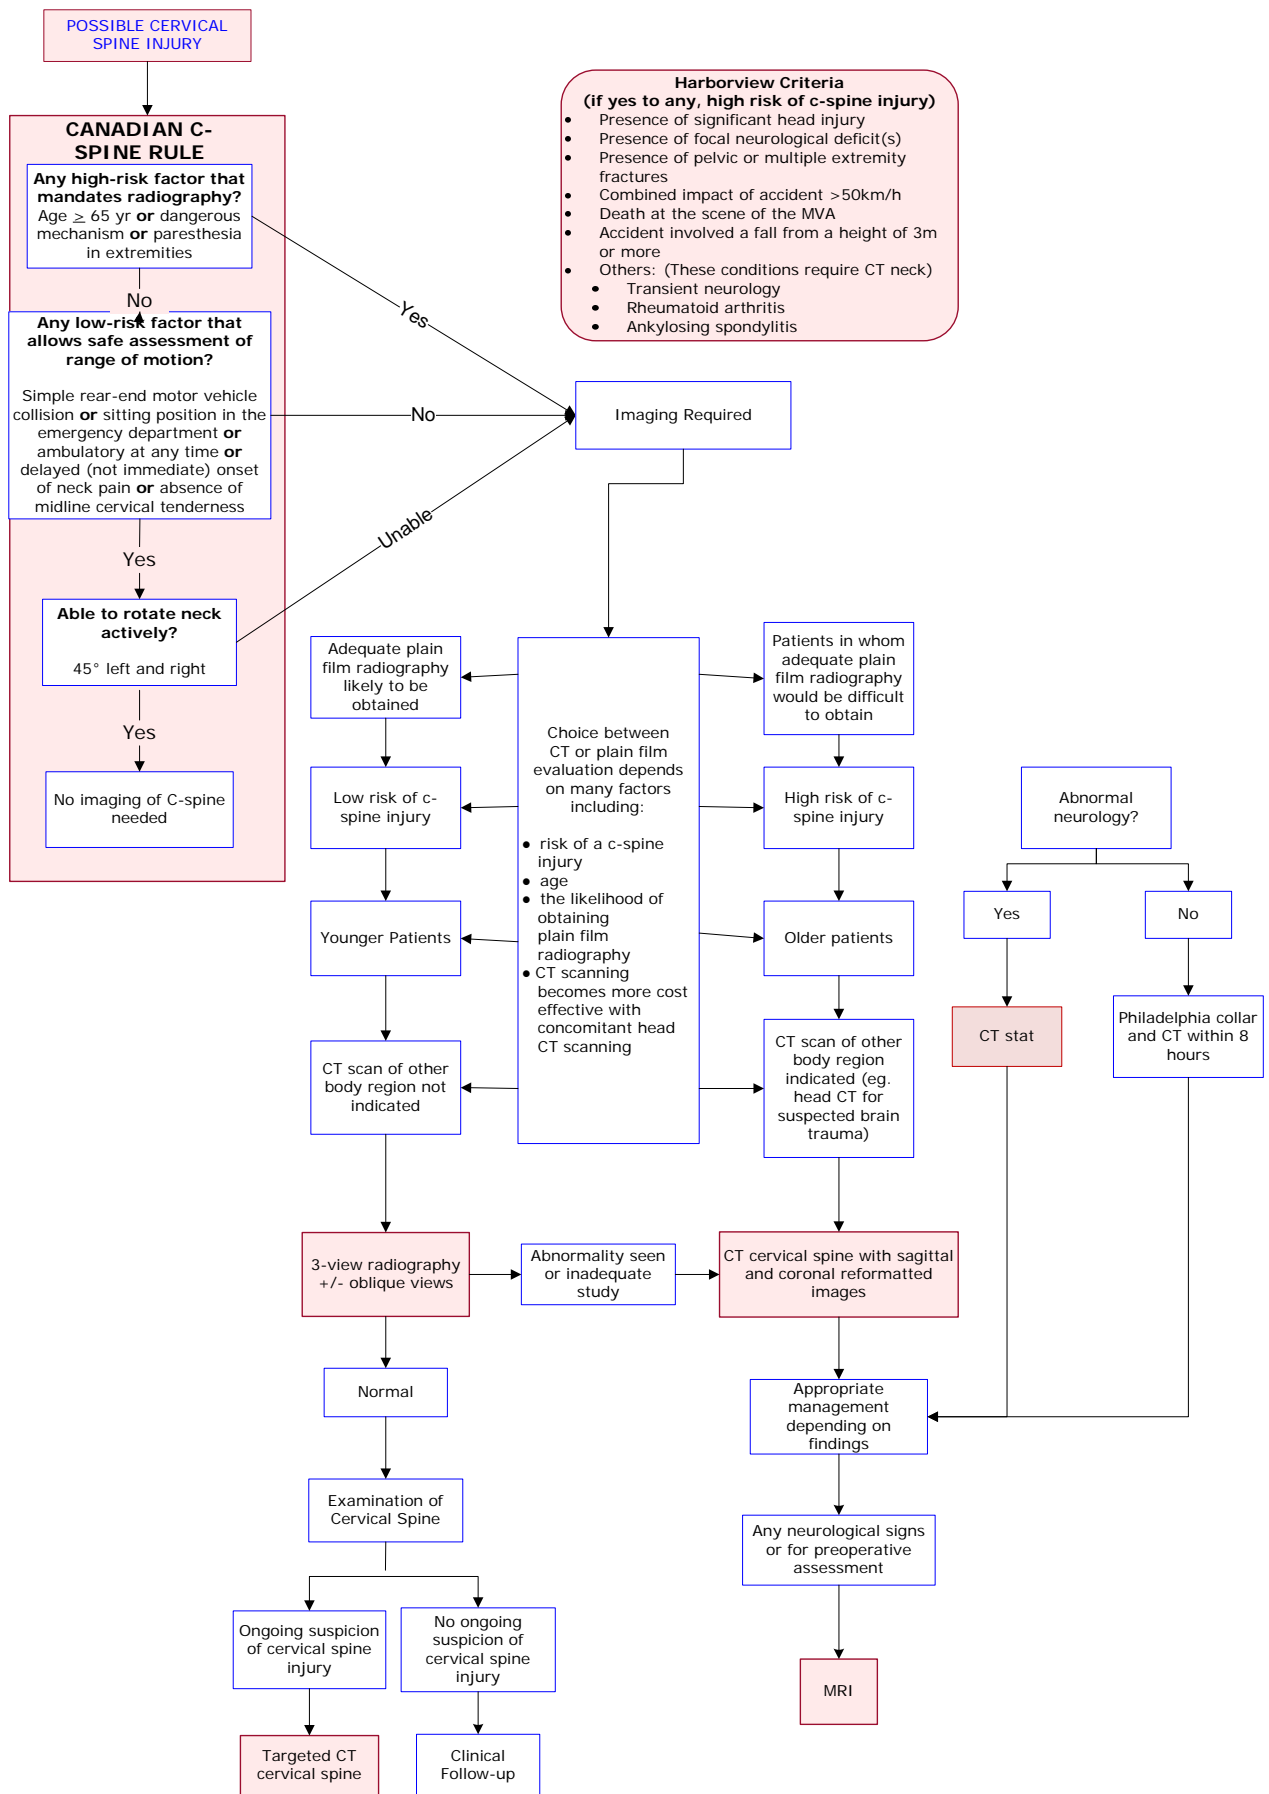 POSSIBLE CERVICAL
SPINE INJURY
CANADIAN C-
SPINE RULE
Any high-risk factor that
mandates radiography?
Age ≥ 65 yr or dangerous
mechanism or paresthesia
in extremities
No
Any low-risk factor that
allows safe assessment of
range of motion?
Simple rear-end motor vehicle
collision or sitting position in the
emergency department or
ambulatory at any time or
delayed (not immediate) onset
of neck pain or absence of
midline cervical tenderness
Yes
Able to rotate neck
actively?
45° left and right
Yes
No imaging of C-spine
needed
Harborview Criteria
(if yes to any, high risk of c-spine injury)
• Presence of significant head injury
• Presence of focal neurological deficit(s)
• Presence of pelvic or multiple extremity
fractures
• Combined impact of accident >50km/h
• Death at the scene of the MVA
• Accident involved a fall from a height of 3m
or more
• Others: (These conditions require CT neck)
• Transient neurology
• Rheumatoid arthritis
• Ankylosing spondylitis
Yes
No
Unable
Imaging Required
Adequate plain
film radiography
likely to be
obtained
Low risk of c-
spine injury
Younger Patients
CT scan of other
body region not
indicated
Choice between
CT or plain film
evaluation depends
on many factors
including:
● risk of a c-spine
injury
● age
● the likelihood of
obtaining
plain film
radiography
● CT scanning
becomes more cost
effective with
concomitant head
CT scanning
Patients in whom
adequate plain
film radiography
would be difficult
to obtain
High risk of c-
spine injury
Older patients
CT scan of other
body region
indicated (eg.
head CT for
suspected brain
trauma)
Abnormal
neurology?
Yes
No
CT stat
Philadelphia collar
and CT within 8
hours
3-view radiography
+/- oblique views
Abnormality seen
or inadequate
study
CT cervical spine with sagittal
and coronal reformatted
images
Normal
Appropriate
management
depending on
findings
Examination of
Cervical Spine
Any neurological signs
or for preoperative
assessment
Ongoing suspicion
of cervical spine
injury
No ongoing
suspicion of
cervical spine
injury
MRI
Targeted CT
cervical spine
Clinical
Follow-up